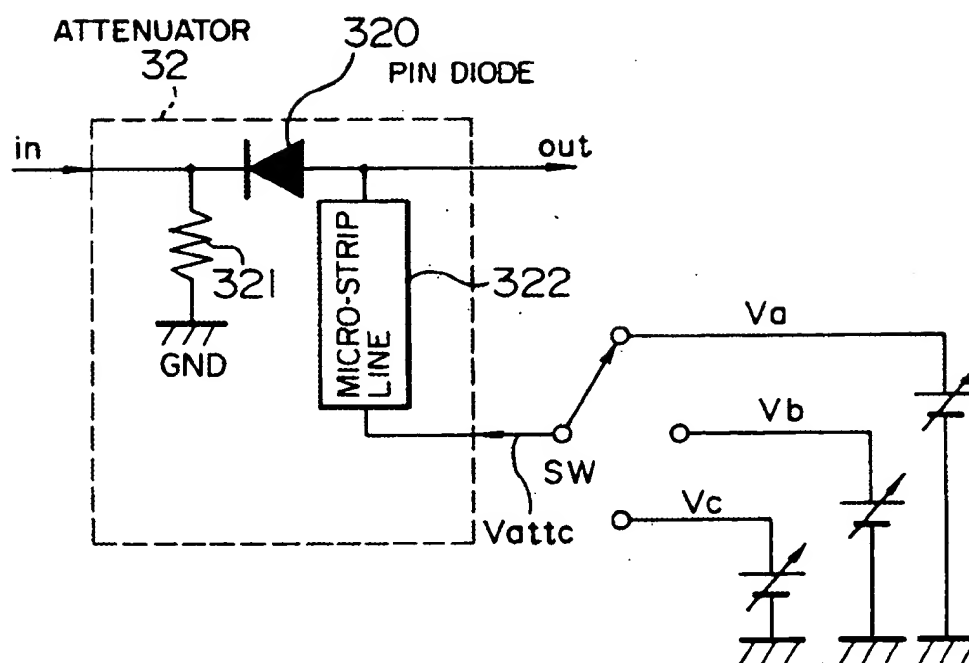 ATTENUATOR
32
320
PIN DIODE
in
out
321
GND
MICRO-STRIP
LINE
322
Va
Vb
SW
Vattc
Vc